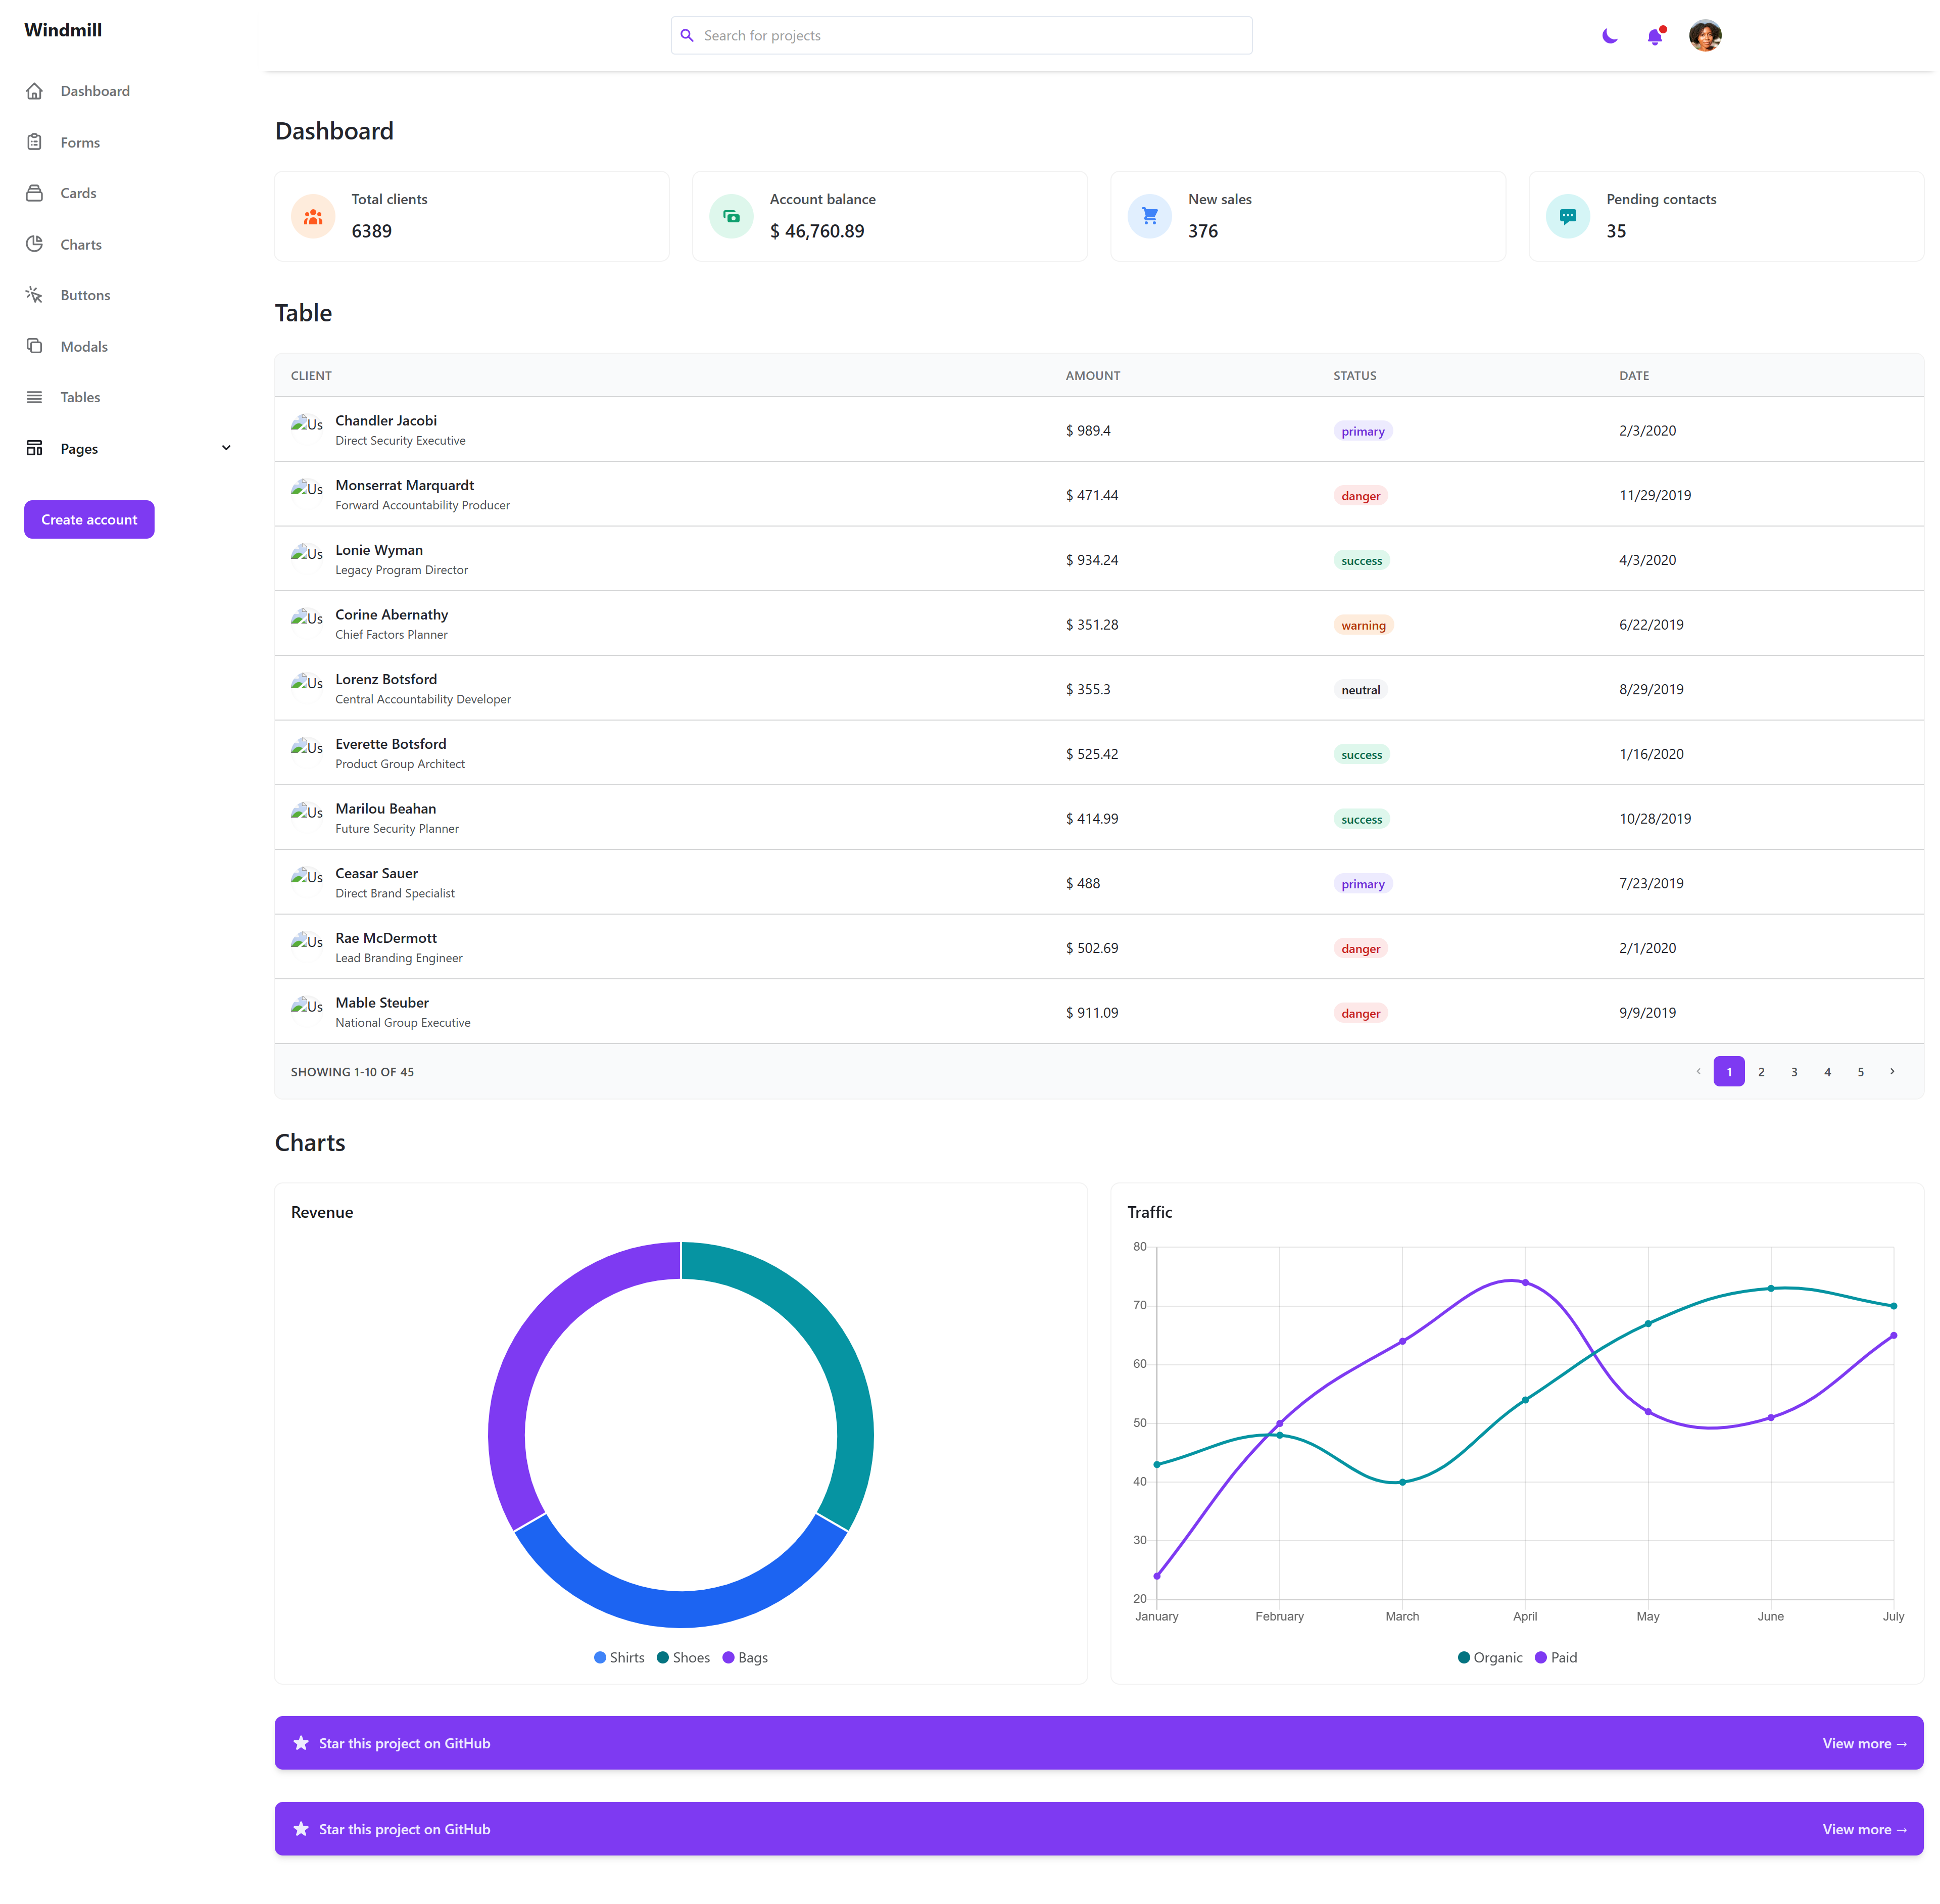 Windmill
Search for projects
Dashboard
Forms
Cards
Charts
Buttons
Modals
Tables
Pages
Create account
Dashboard
Total clients
6389
Account balance
$ 46,760.89
New sales
376
Pending contacts
35
Table
CLIENT AMOUNT STATUS DATE
Us Chandler Jacobi
Direct Security Executive
$ 989.4 primary 2/3/2020
Us Monserrat Marquardt
Forward Accountability Producer
$ 471.44 danger 11/29/2019
Us Lonie Wyman
Legacy Program Director
$ 934.24 success 4/3/2020
Us Corine Abernathy
Chief Factors Planner
$ 351.28 warning 6/22/2019
Us Lorenz Botsford
Central Accountability Developer
$ 355.3 neutral 8/29/2019
Us Everette Botsford
Product Group Architect
$ 525.42 success 1/16/2020
Us Marilou Beahan
Future Security Planner
$ 414.99 success 10/28/2019
Us Ceasar Sauer
Direct Brand Specialist
$ 488 primary 7/23/2019
Us Rae McDermott
Lead Branding Engineer
$ 502.69 danger 2/1/2020
Us Mable Steuber
National Group Executive
$ 911.09 danger 9/9/2019
SHOWING 1-10 OF 45 1 2 3 4 5
Charts
Revenue
Shirts Shoes Bags
Traffic
80
70
60
50
40
30
20
January February March April May June July
Organic Paid
Star this project on GitHub View more →
Star this project on GitHub View more →